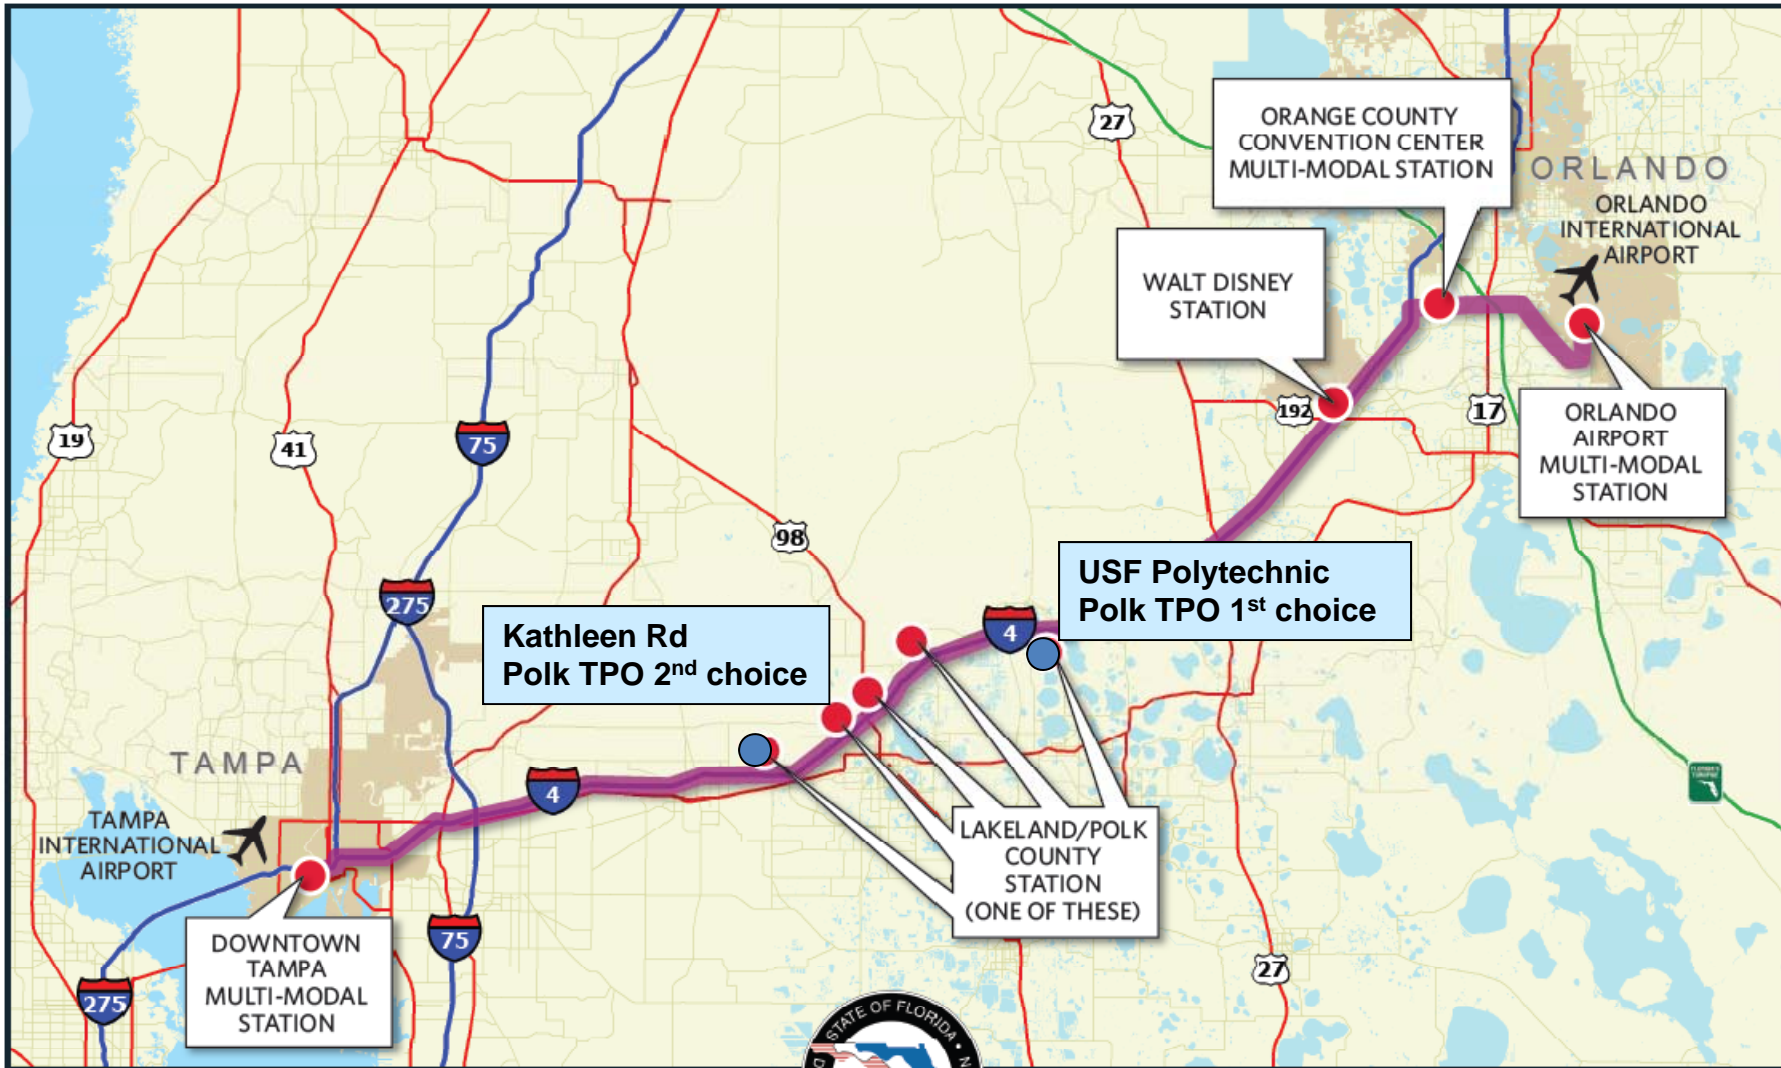 27
ORANGE COUNTY
CONVENTION CENTER
MULTI-MODAL STATION
ORLANDO
ORLANDO
INTERNATIONAL
AIRPORT
WALT DISNEY
STATION
192
17
19
41
75
ORLANDO
AIRPORT
MULTI-MODAL
STATION
98
275
Kathleen Rd
Polk TPO 2nd choice
4
USF Polytechnic
Polk TPO 1st choice
TAMPA
4
TAMPA
INTERNATIONAL
AIRPORT
LAKELAND/POLK
COUNTY
STATION
(ONE OF THESE)
DOWNTOWN
TAMPA
MULTI-MODAL
STATION
75
275
27
STATE OF FLORIDA